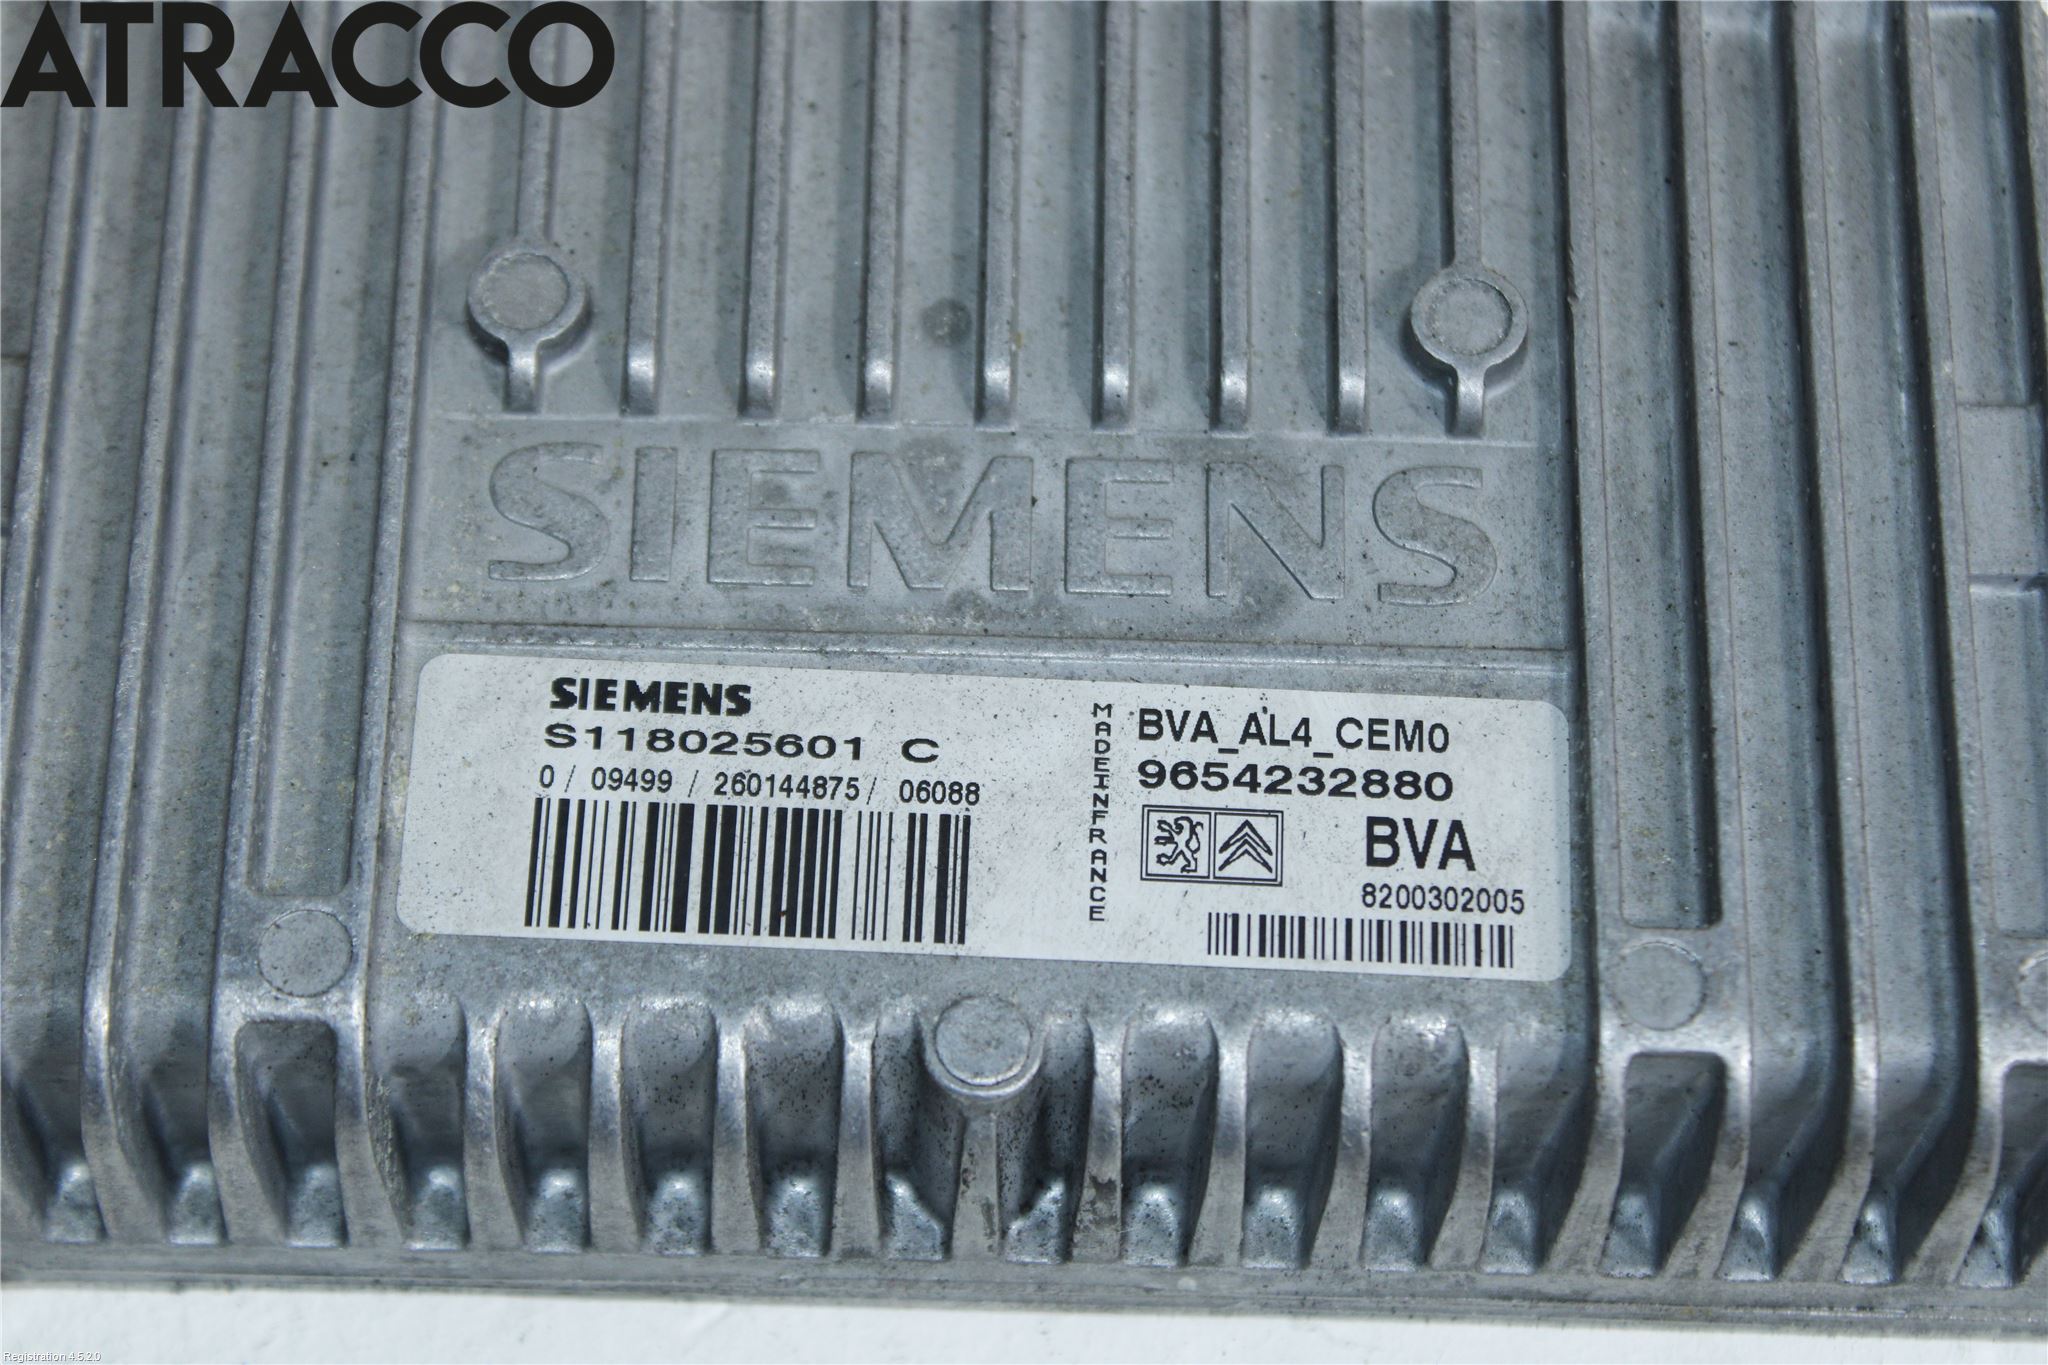 ATRACCO
SIEMENS
SIEMENS
S118025601 C
0 / 09499 / 260144875 / 06088
MADEINFRANCE
BVA_AL4_CEM0
9654232880
BVA
8200302005
Registration 4.5.2.0